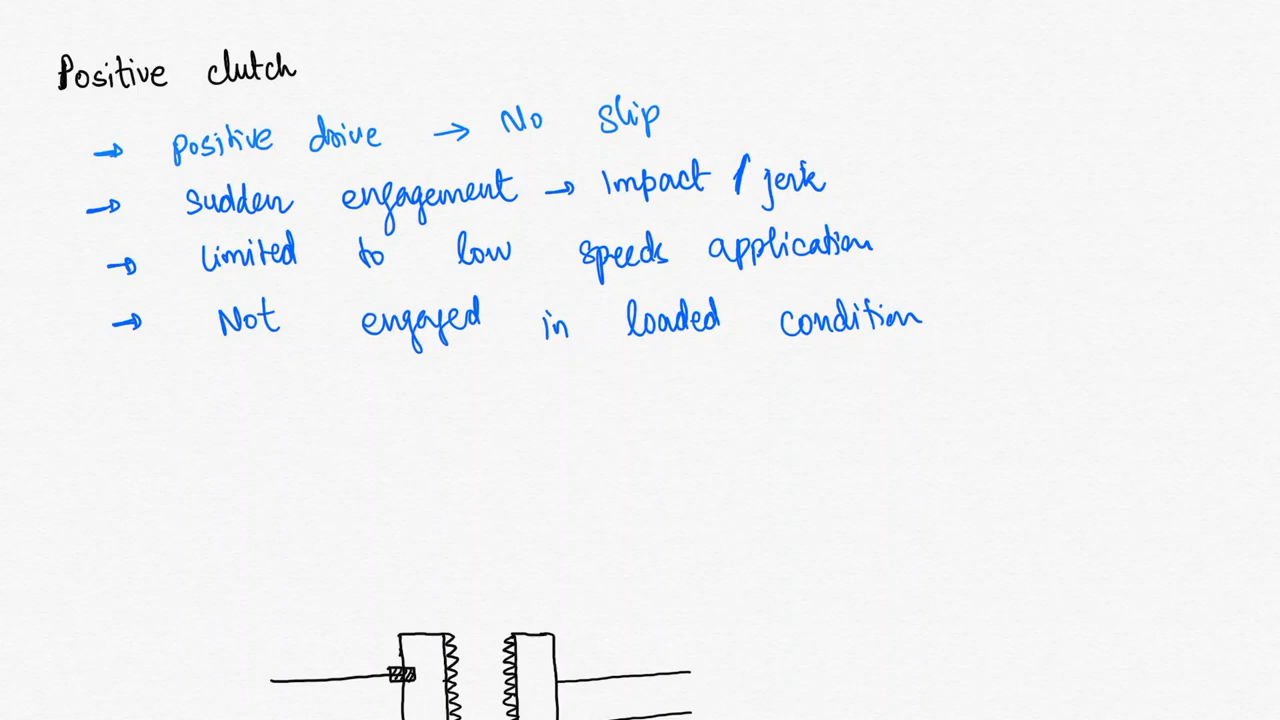 Positive clutch
→ Positive drive → No slip
→ Sudden engagement → Impact / jerk
→ Limited to low speeds application
→ Not engaged in loaded condition